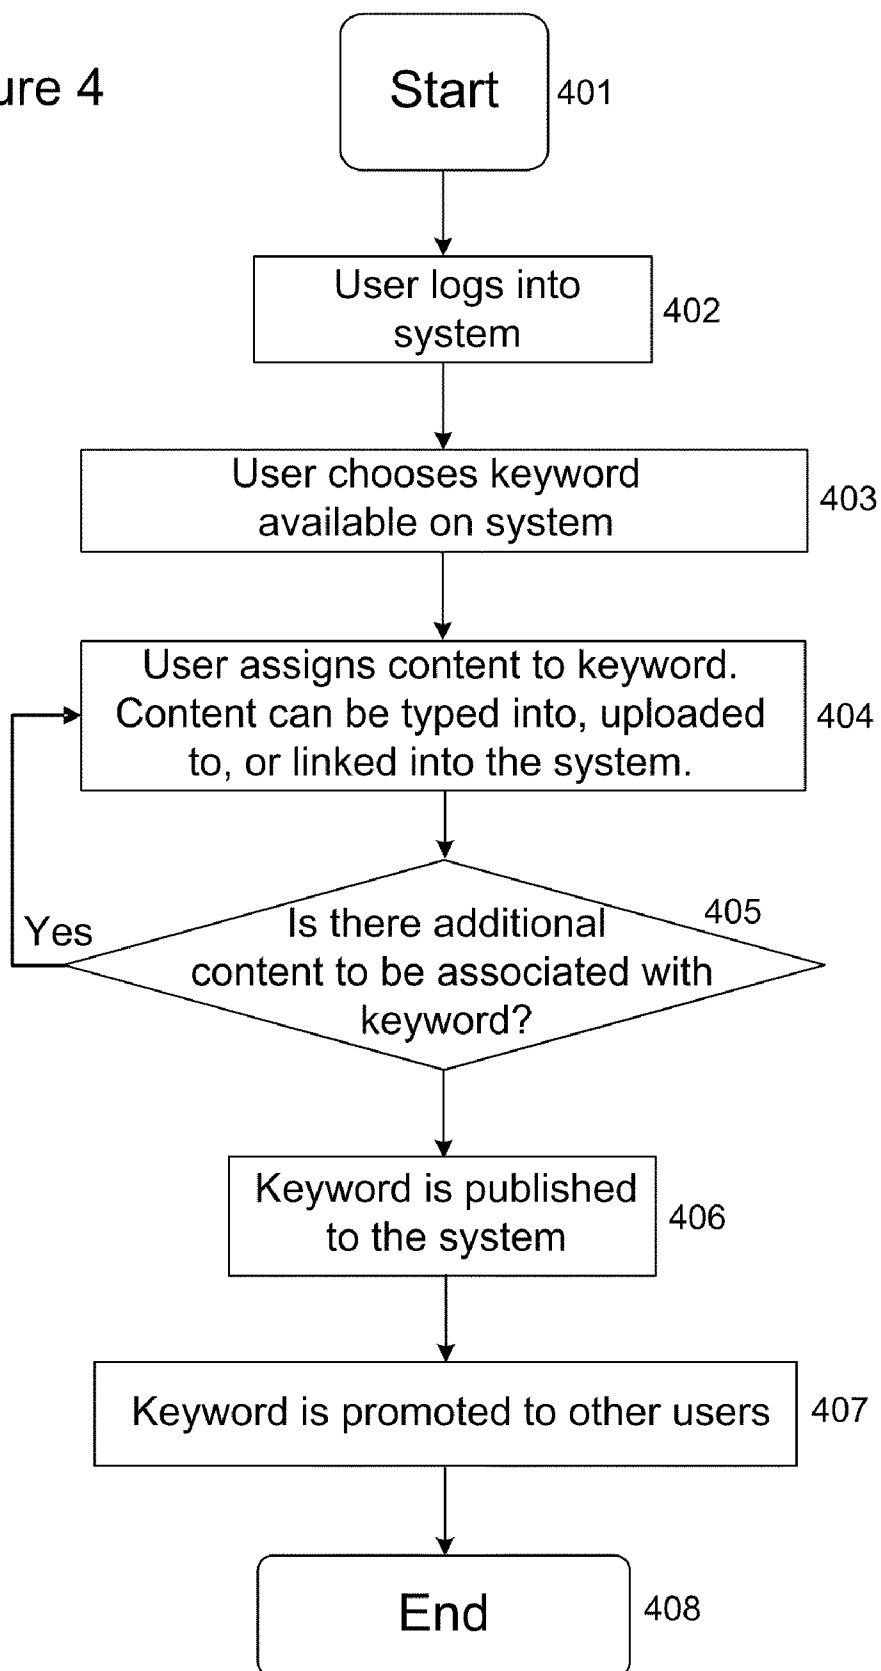 ure 4
Start
401
User logs into
system
402
User chooses keyword
available on system
403
User assigns content to keyword.
Content can be typed into, uploaded
to, or linked into the system.
404
Yes
405
Is there additional
content to be associated with
keyword?
Keyword is published
to the system
406
Keyword is promoted to other users
407
End
408